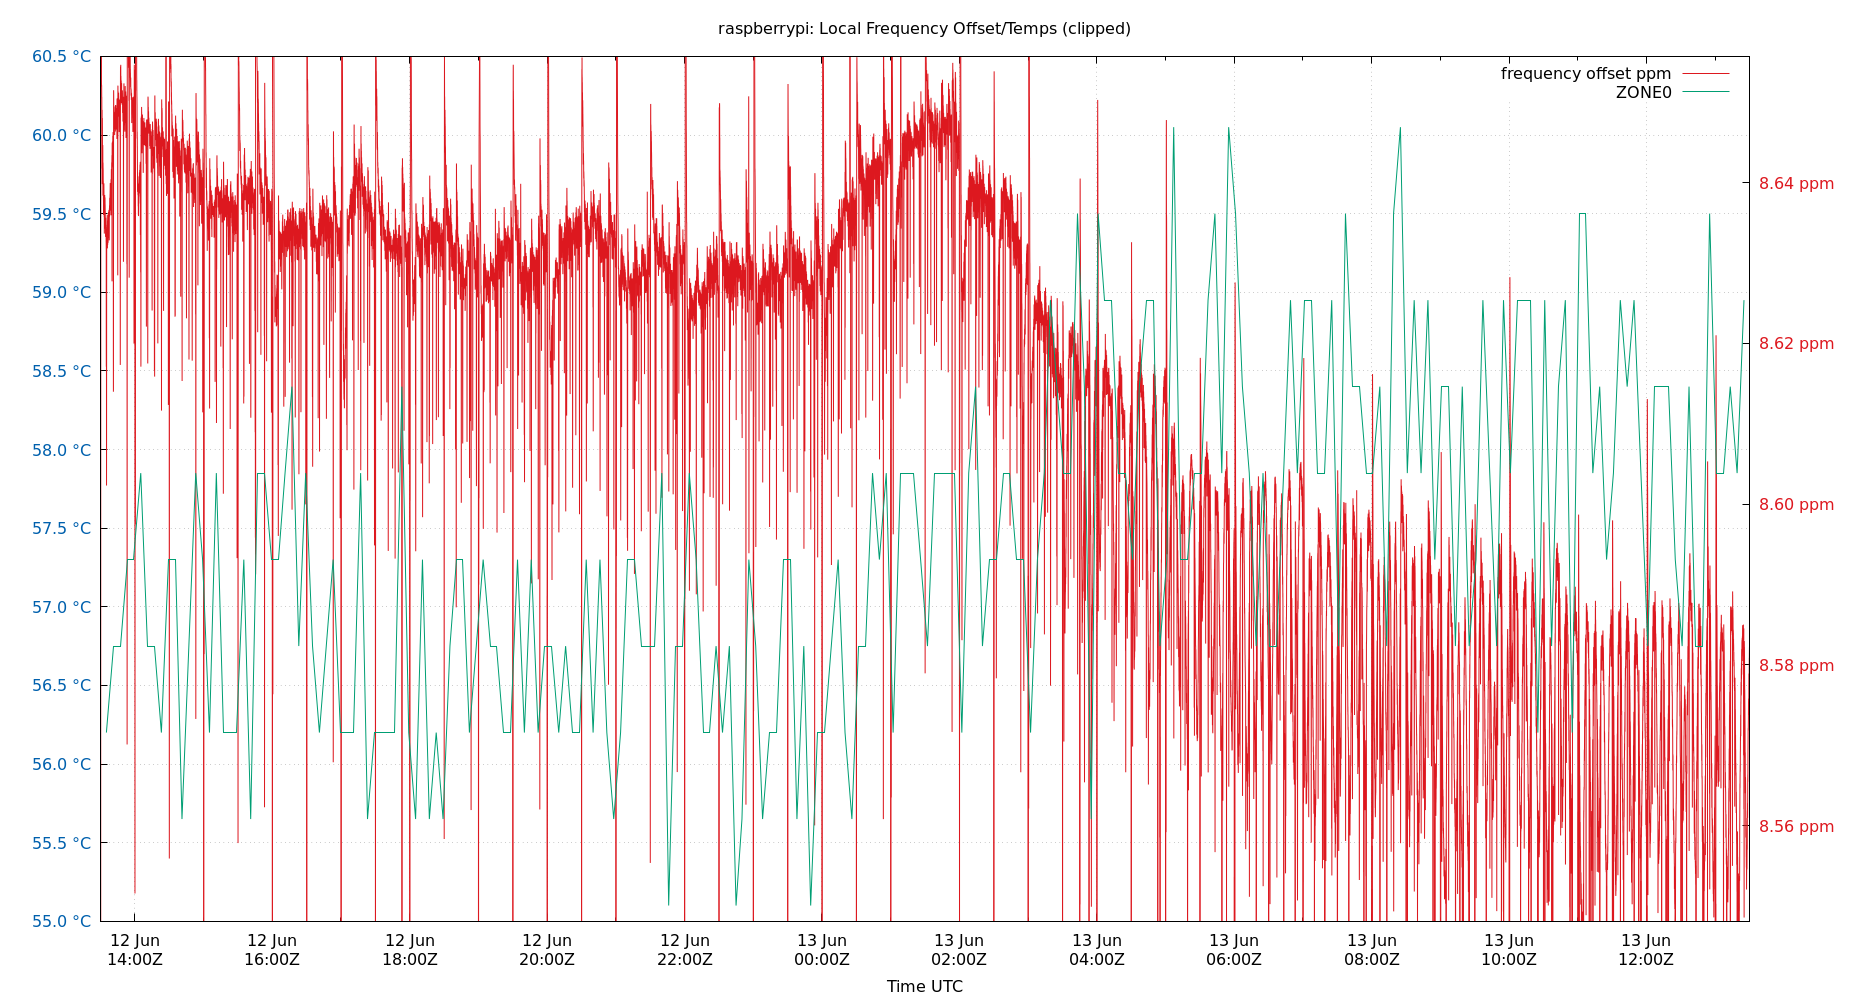 raspberrypi: Local Frequency Offset/Temps (clipped)
frequency offset ppm
ZONE0
60.5 °C
60.0 °C
59.5 °C
59.0 °C
58.5 °C
58.0 °C
57.5 °C
57.0 °C
56.5 °C
56.0 °C
55.5 °C
55.0 °C
8.64 ppm
8.62 ppm
8.60 ppm
8.58 ppm
8.56 ppm
12 Jun 12 Jun 12 Jun 12 Jun 12 Jun 13 Jun 13 Jun 13 Jun 13 Jun 13 Jun 13 Jun 13 Jun
14:00Z 16:00Z 18:00Z 20:00Z 22:00Z 00:00Z 02:00Z 04:00Z 06:00Z 08:00Z 10:00Z 12:00Z
Time UTC